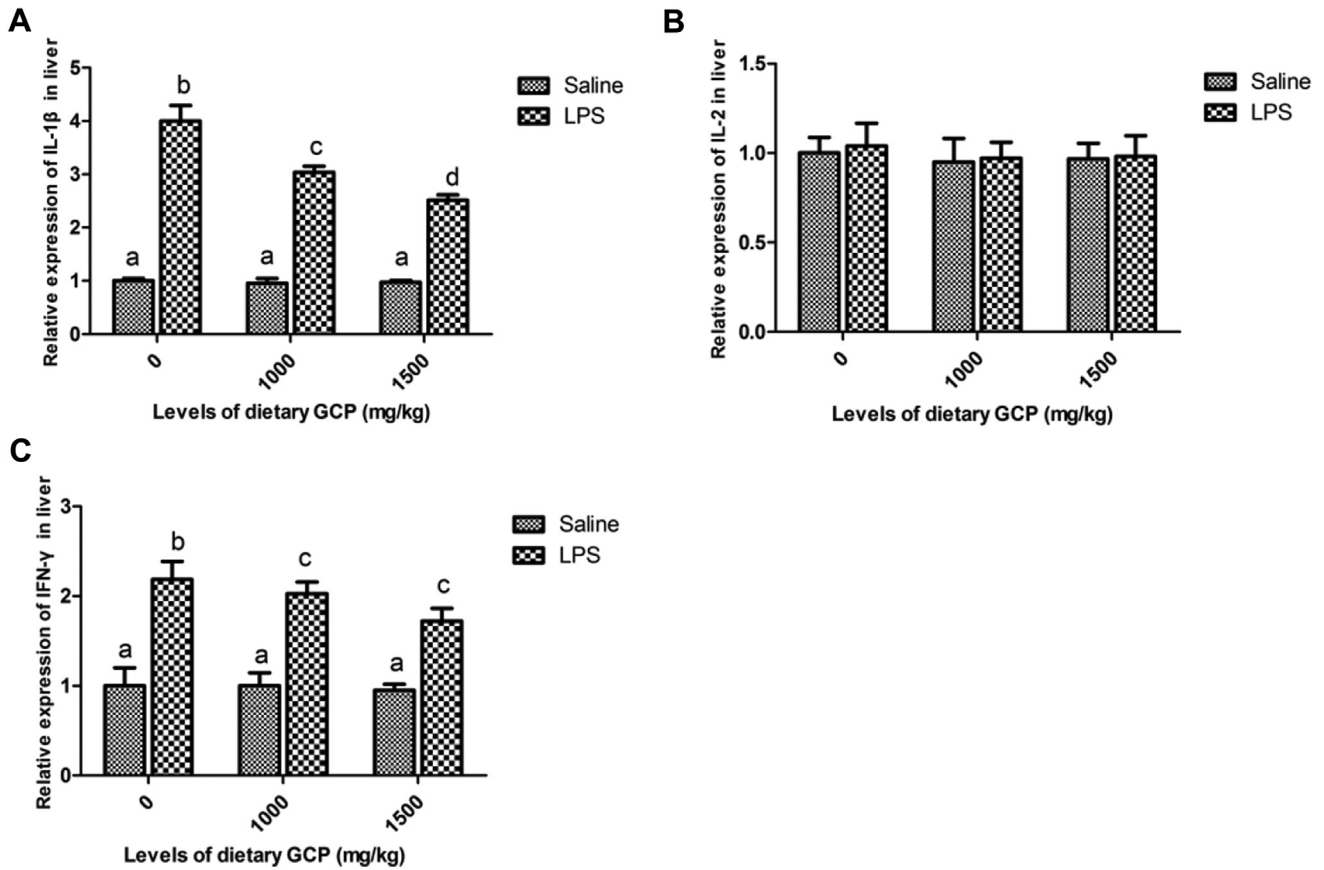 A
Relative expression of IL-1β in liver
5
4
3
2
1
0
b
c
d
a
a
a
0
1000
1500
Levels of dietary GCP (mg/kg)
Saline
LPS
B
Relative expression of IL-2 in liver
1.5
1.0
0.5
0.0
0
1000
1500
Levels of dietary GCP (mg/kg)
Saline
LPS
C
Relative expression of IFN-γ in liver
3
2
1
0
b
c
c
a
a
a
0
1000
1500
Levels of dietary GCP (mg/kg)
Saline
LPS